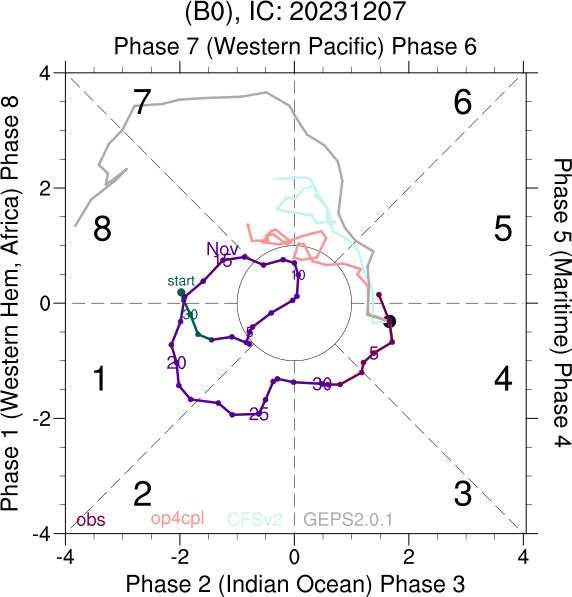 (B0), IC: 20231207
Phase 7 (Western Pacific) Phase 6
4
7
6
2
Phase 1 (Western Hem, Africa) Phase 8
Phase 5 (Maritime) Phase 4
8
5
Nov
15
start
10
0
30
5
5
20
1
4
30
-2
25
2
3
obs
op4cpl
CFSv2
GEPS2.0.1
-4
-4
-2
0
2
4
Phase 2 (Indian Ocean) Phase 3